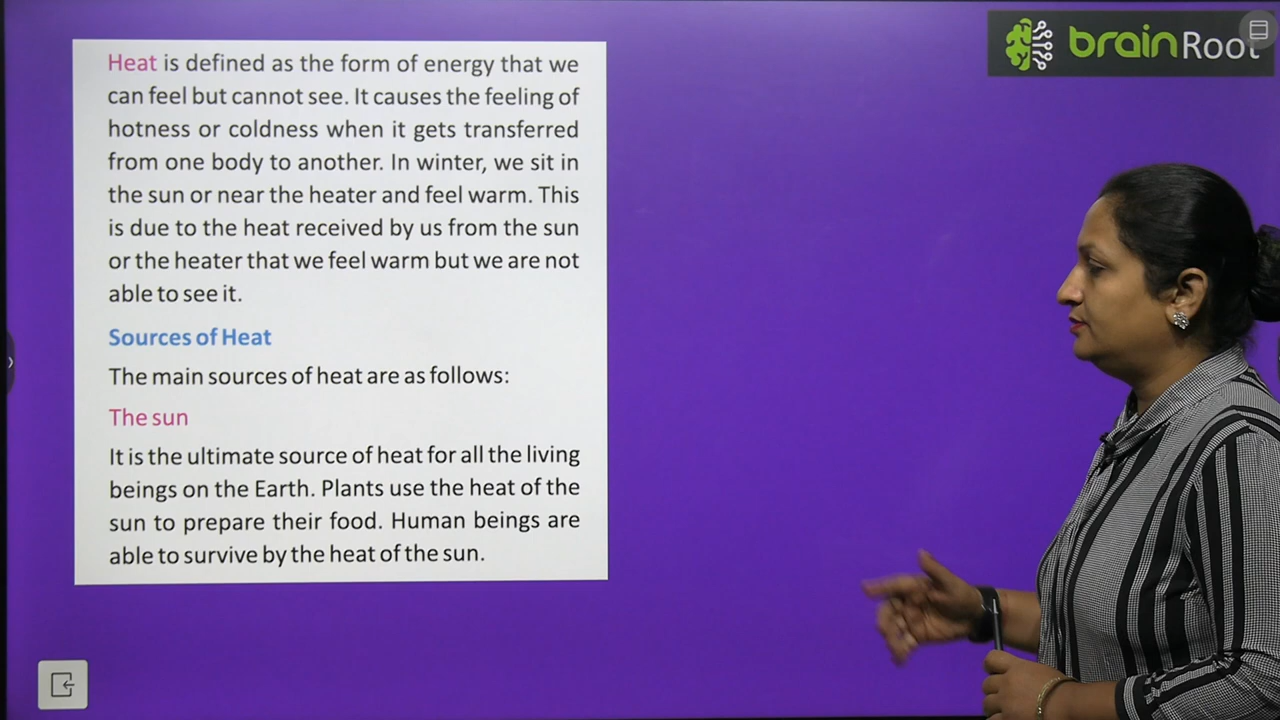 brainRoot
Heat is defined as the form of energy that we
can feel but cannot see. It causes the feeling of
hotness or coldness when it gets transferred
from one body to another. In winter, we sit in
the sun or near the heater and feel warm. This
is due to the heat received by us from the sun
or the heater that we feel warm but we are not
able to see it.
Sources of Heat
The main sources of heat are as follows:
The sun
It is the ultimate source of heat for all the living
beings on the Earth. Plants use the heat of the
sun to prepare their food. Human beings are
able to survive by the heat of the sun.